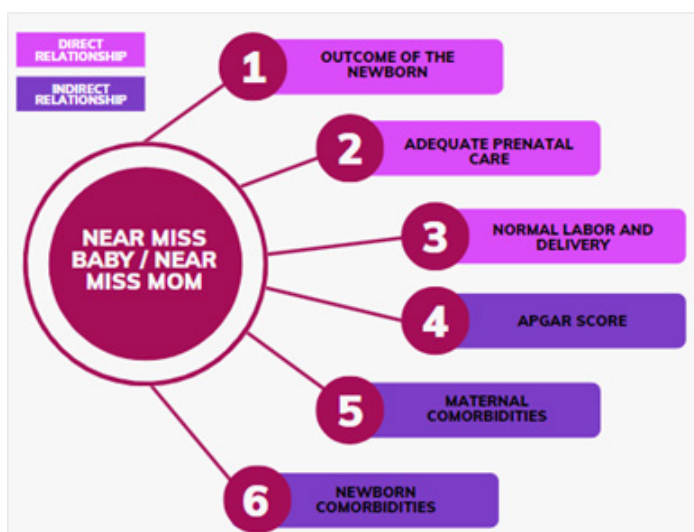 DIRECT
RELATIONSHIP
INDIRECT
RELATIONSHIP
1
OUTCOME OF THE
NEWBORN
2
ADEQUATE PRENATAL
CARE
NEAR MISS
BABY / NEAR
MISS MOM
3
NORMAL LABOR AND
DELIVERY
4
APGAR SCORE
5
MATERNAL
COMORBIDITIES
6
NEWBORN
COMORBIDITIES